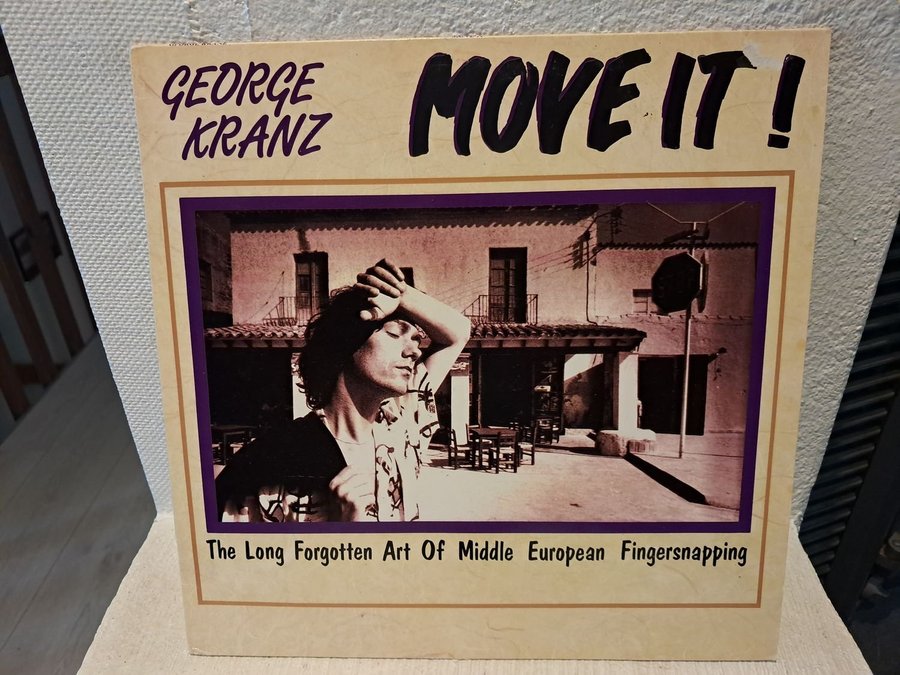 GEORGE
KRANZ
MOVE IT !
The Long Forgotten Art Of Middle European Fingersnapping